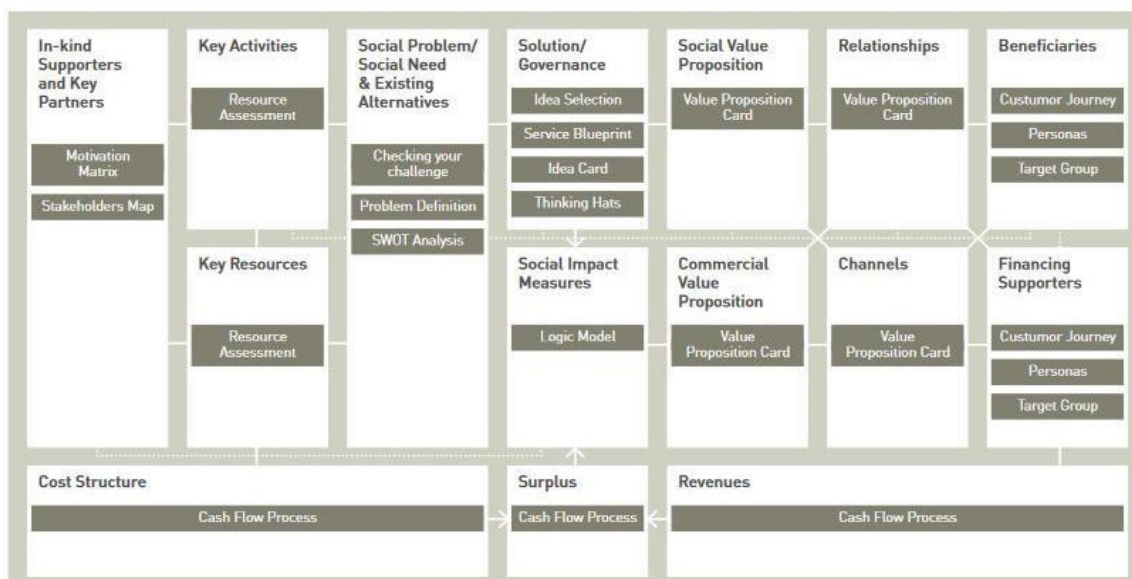 In-kind
Supporters
and Key
Partners
Motivation
Matrix
Stakeholders Map
Key Activities
Resource
Assessment
Key Resources
Resource
Assessment
Social Problem/
Social Need
& Existing
Alternatives
Checking your
challenge
Problem Definition
SWOT Analysis
Solution/
Governance
Idea Selection
Service Blueprint
Idea Card
Thinking Hats
Social Impact
Measures
Logic Model
Social Value
Proposition
Value Proposition
Card
Commercial
Value
Proposition
Value
Proposition Card
Relationships
Value Proposition
Card
Channels
Value
Proposition Card
Beneficiaries
Custumor Journey
Personas
Target Group
Financing
Supporters
Custumor Journey
Personas
Target Group
Cost Structure
Cash Flow Process
Surplus
Cash Flow Process
Revenues
Cash Flow Process